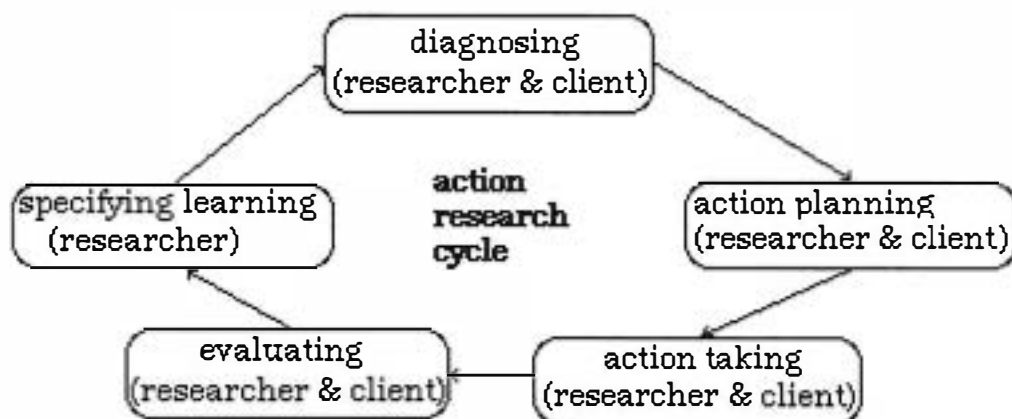 diagnosing
(researcher & client)
action planning
(researcher & client)
action taking
(researcher & client)
evaluating
(researcher & client)
specifying learning
(researcher)
action
research
cycle